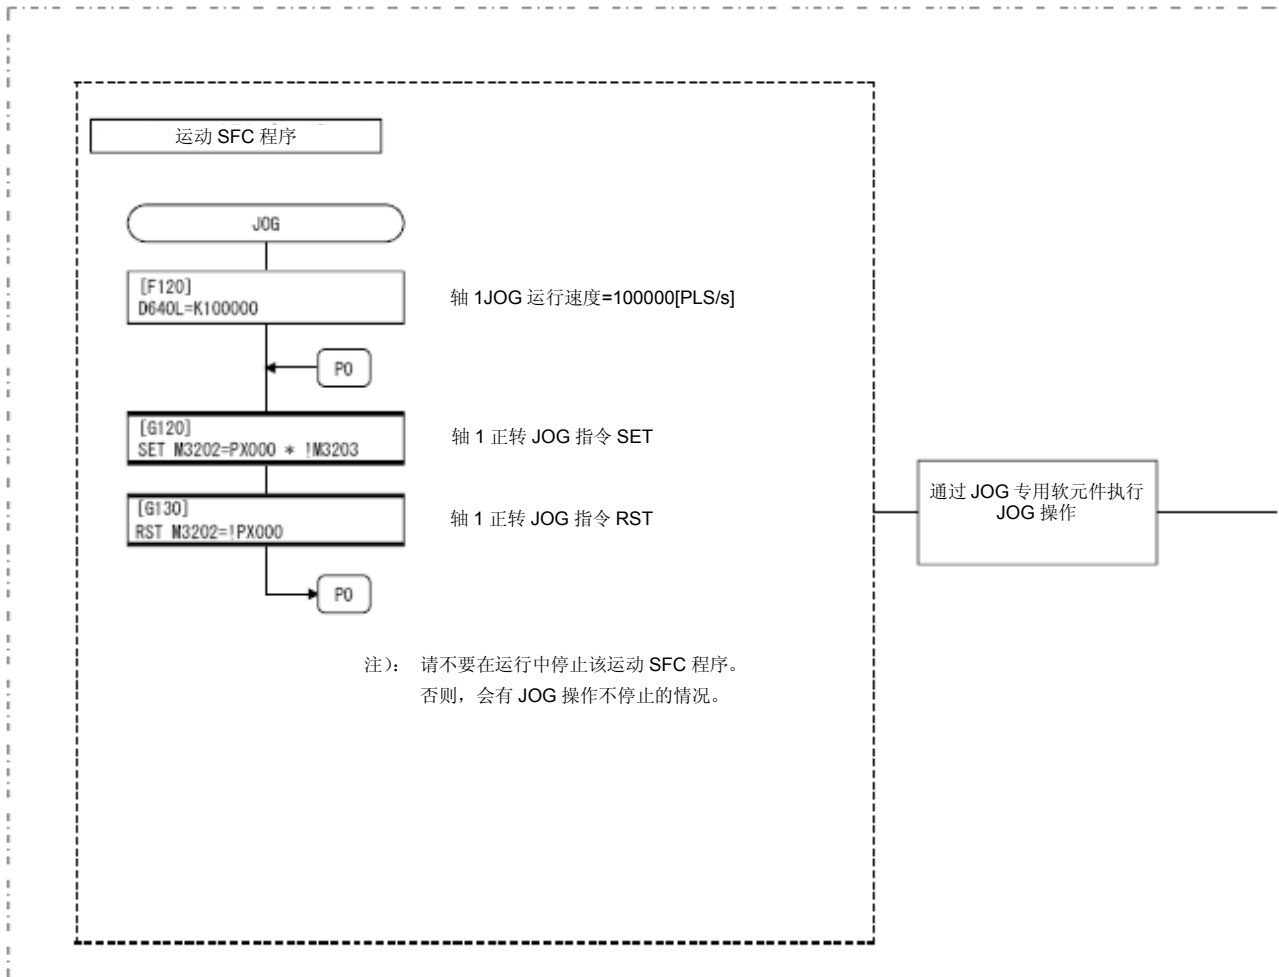 运动 SFC 程序
JOG
[F120]
D640L=K100000
轴 1JOG 运行速度=100000[PLS/s]
P0
[G120]
SET M3202=PX000 * !M3203
轴 1 正转 JOG 指令 SET
[G130]
RST M3202=!PX000
轴 1 正转 JOG 指令 RST
P0
通过 JOG 专用软元件执行
JOG 操作
注）： 请不要在运行中停止该运动 SFC 程序。
否则，会有 JOG 操作不停止的情况。